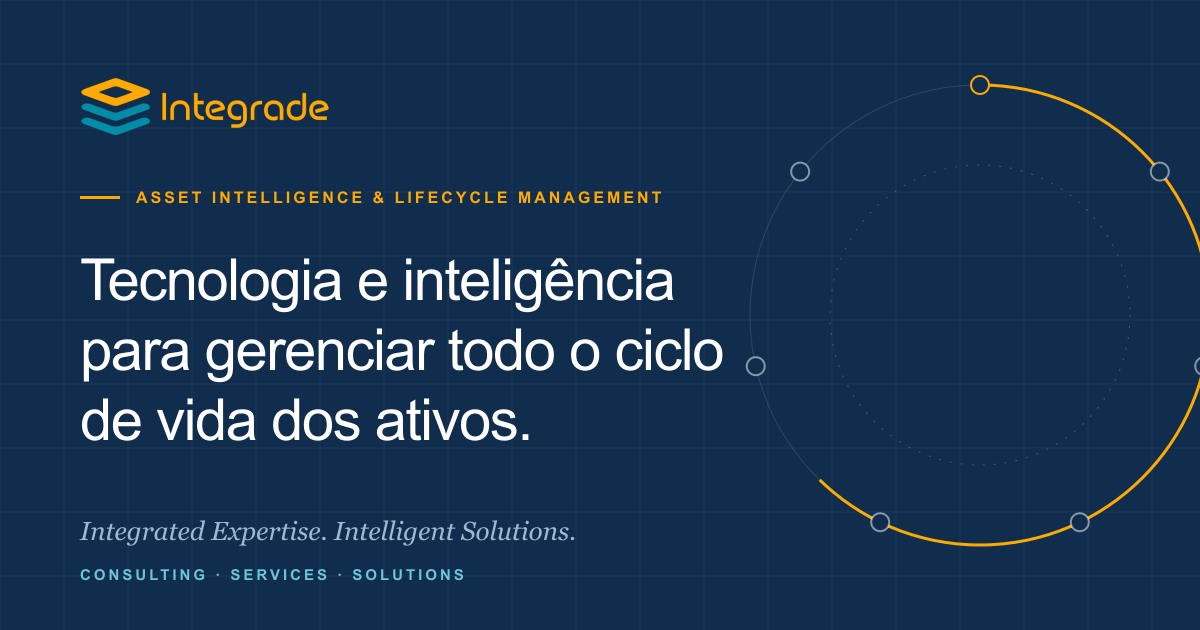 Integrade
ASSET INTELLIGENCE & LIFECYCLE MANAGEMENT
Tecnologia e inteligência
para gerenciar todo o ciclo
de vida dos ativos.
Integrated Expertise. Intelligent Solutions.
CONSULTING · SERVICES · SOLUTIONS